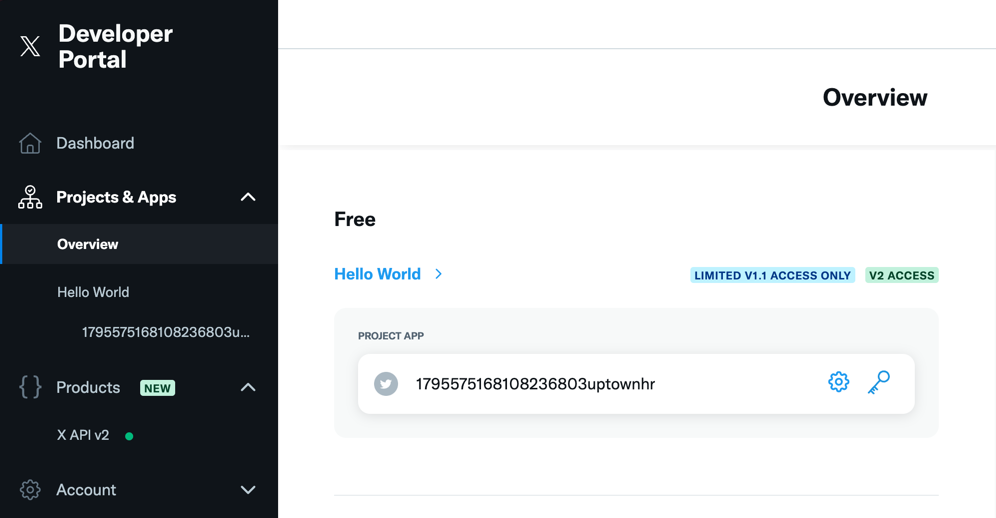 Developer
Portal
Dashboard
Projects & Apps
Overview
Hello World
1795575168108236803u...
Products NEW
X API v2
Account
Overview
Free
Hello World
LIMITED V1.1 ACCESS ONLY V2 ACCESS
PROJECT APP
1795575168108236803uptownhr